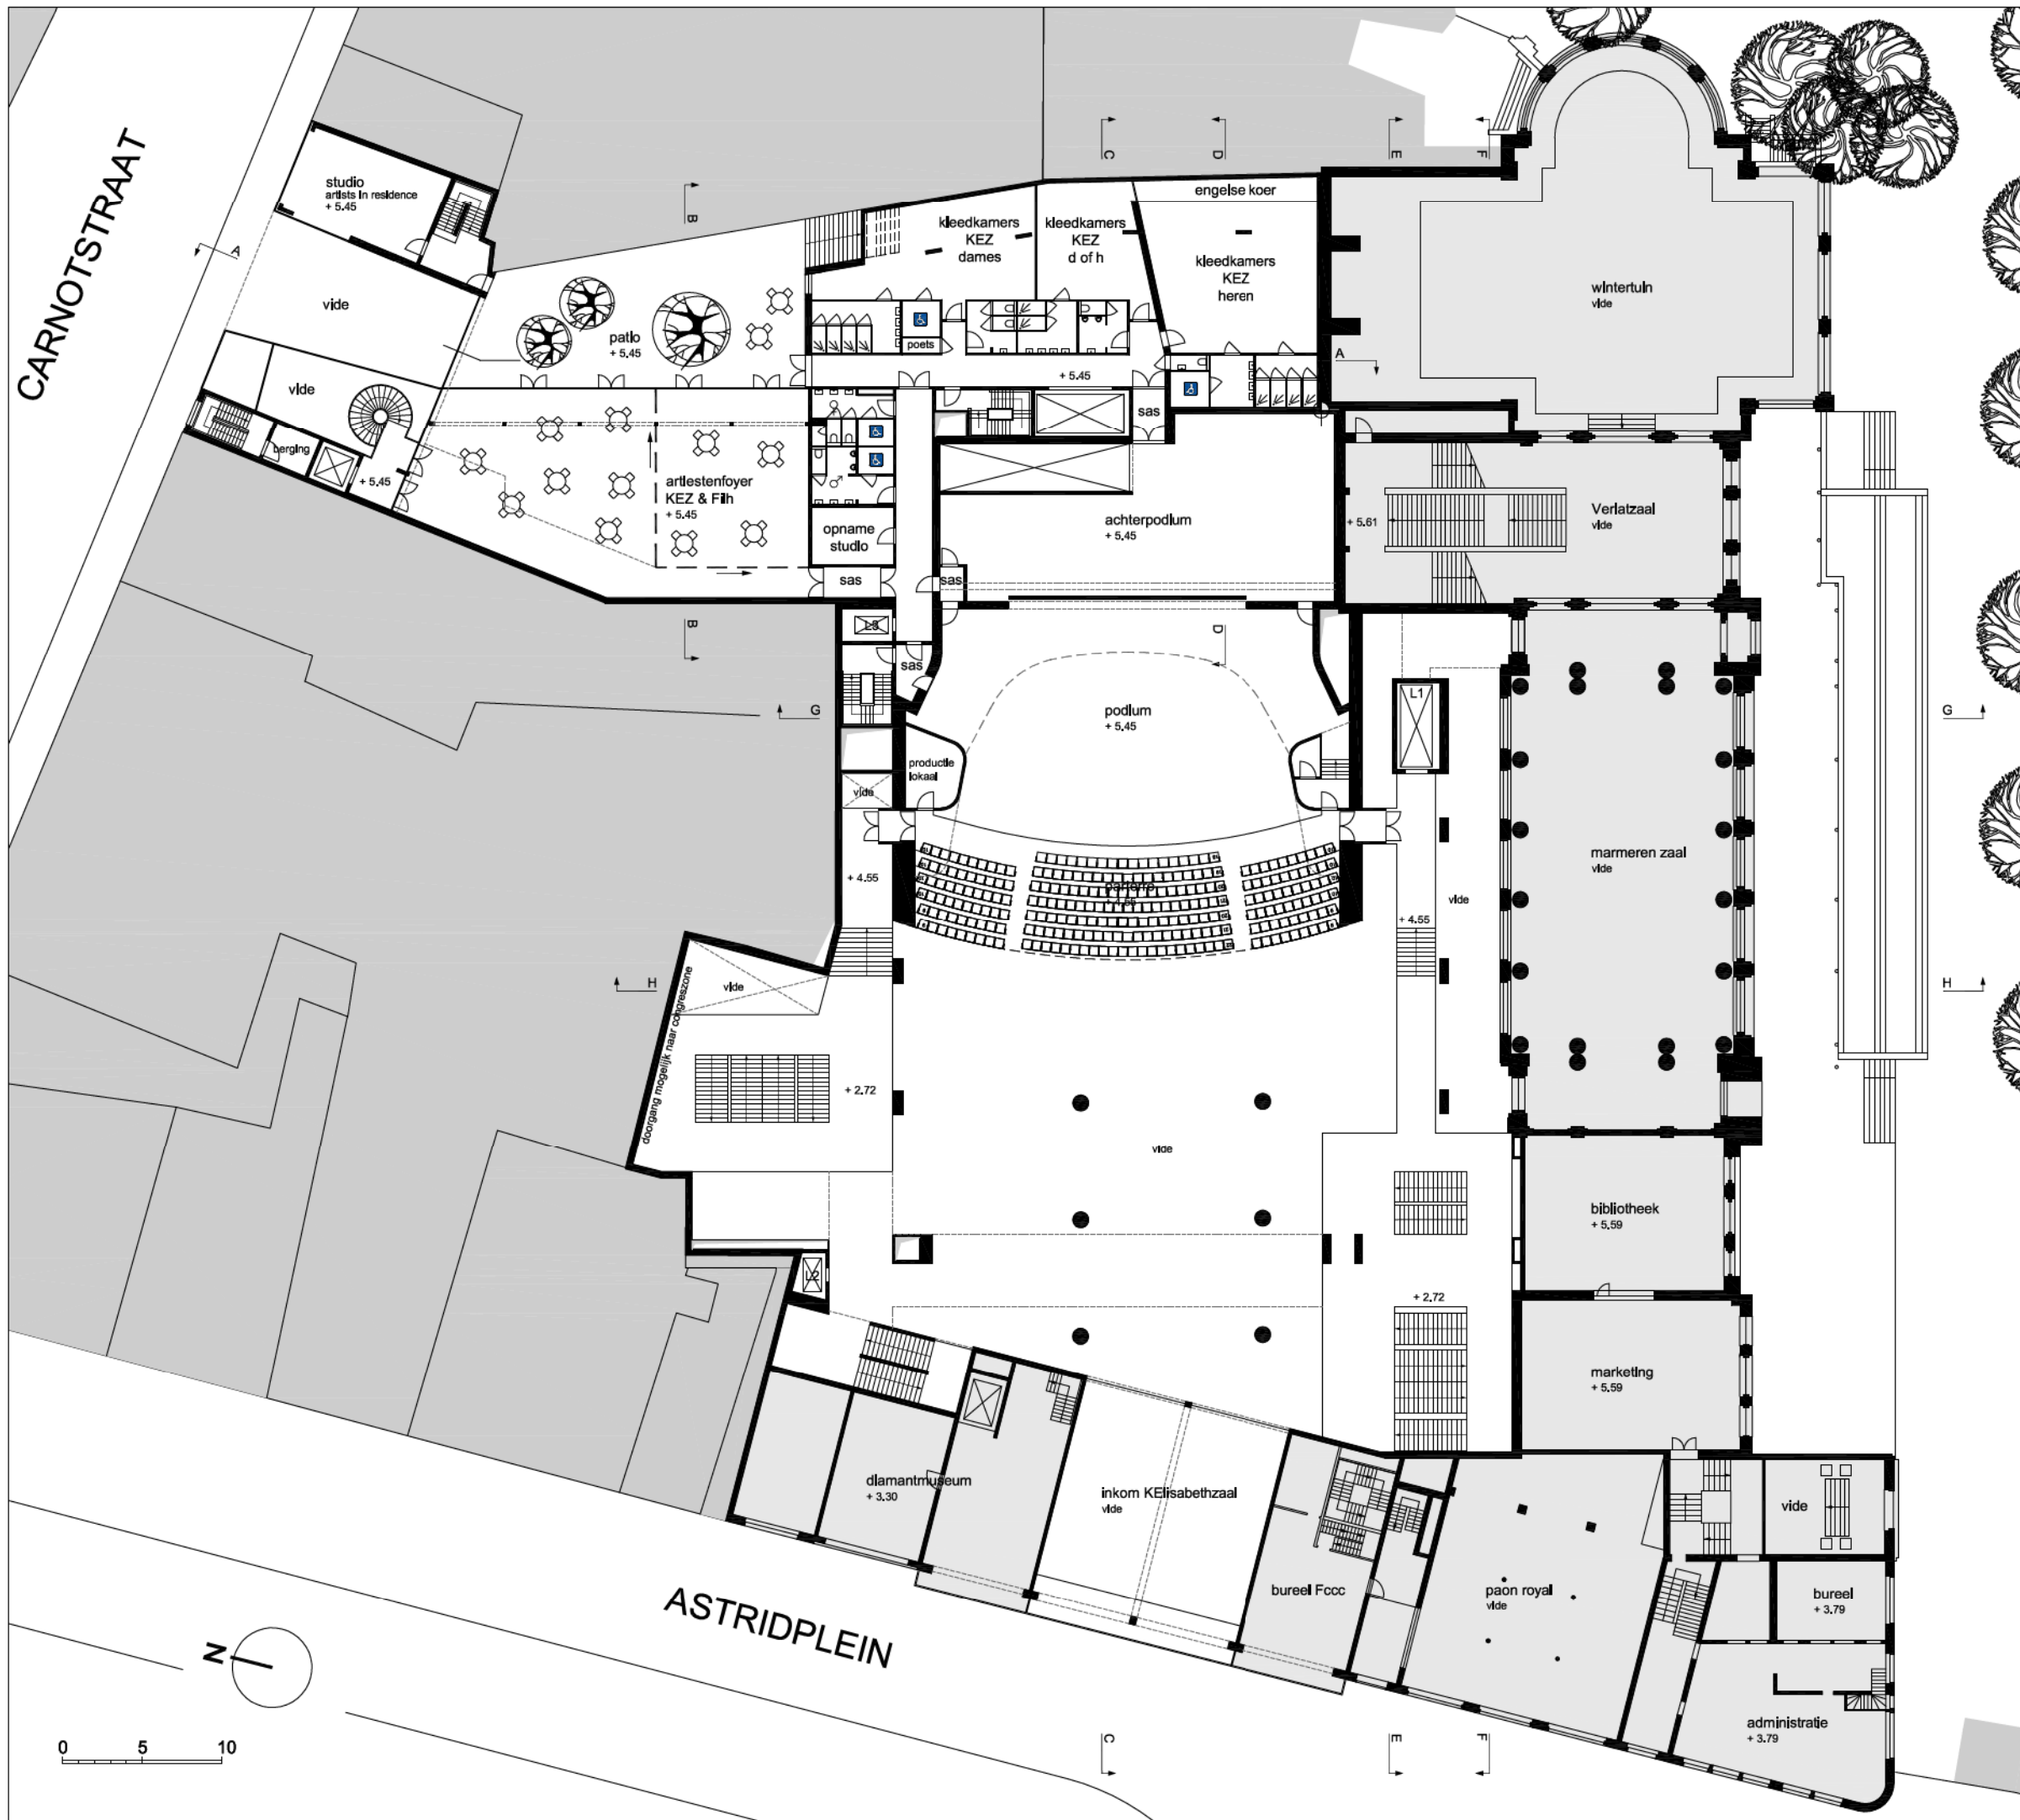 CARNOTSTRAAT
studio
artists in residence
+ 5.45
A
B
C
D
E
F
engelse koer
kleedkamers
KEZ
dames
kleedkamers
KEZ
d of h
kleedkamers
KEZ
heren
wintertuin
vide
vide
patio
+ 5.45
poets
+ 5.45
A
vide
sas
berging
+ 5.45
artiestenfoyer
KEZ & Filh
+ 5.45
opname
studio
sas
sas
achterpodium
+ 5.45
+ 5.61
Verlatzaal
vide
B
L3
sas
D
G
podium
+ 5.45
L1
G
productie
lokaal
vide
+ 4.55
parterre
+ 4.55
+ 4.55
vide
marmeren zaal
vide
H
vide
H
doorgang mogelijk naar congreszone
+ 2.72
vide
bibliotheek
+ 5.59
L2
+ 2.72
marketing
+ 5.59
diamantmuseum
+ 3.30
inkom KElisabethzaal
vide
bureel Fccc
paon royal
vide
vide
bureel
+ 3.79
administratie
+ 3.79
ASTRIDPLEIN
N
0 5 10
C
E
F